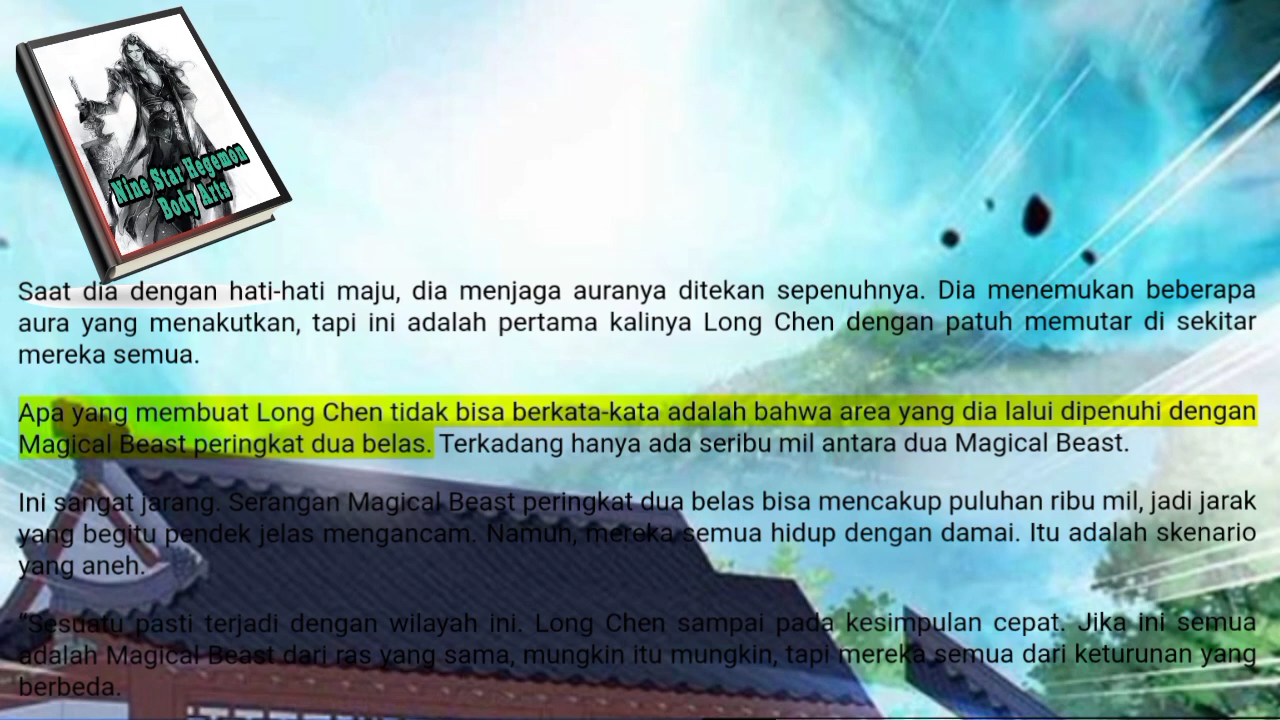 Nine Star Hegemon
Body Arts
Saat dia dengan hati-hati maju, dia menjaga auranya ditekan sepenuhnya. Dia menemukan beberapa
aura yang menakutkan, tapi ini adalah pertama kalinya Long Chen dengan patuh memutar di sekitar
mereka semua.
Apa yang membuat Long Chen tidak bisa berkata-kata adalah bahwa area yang dia lalui dipenuhi dengan
Magical Beast peringkat dua belas. Terkadang hanya ada seribu mil antara dua Magical Beast.
Ini sangat jarang. Serangan Magical Beast peringkat dua belas bisa mencakup puluhan ribu mil, jadi jarak
yang begitu pendek jelas mengancam. Namun, mereka semua hidup dengan damai. Itu adalah skenario
yang aneh.
“Sesuatu pasti terjadi dengan wilayah ini. Long Chen sampai pada kesimpulan cepat. Jika ini semua
adalah Magical Beast dari ras yang sama, mungkin itu mungkin, tapi mereka semua dari keturunan yang
berbeda.